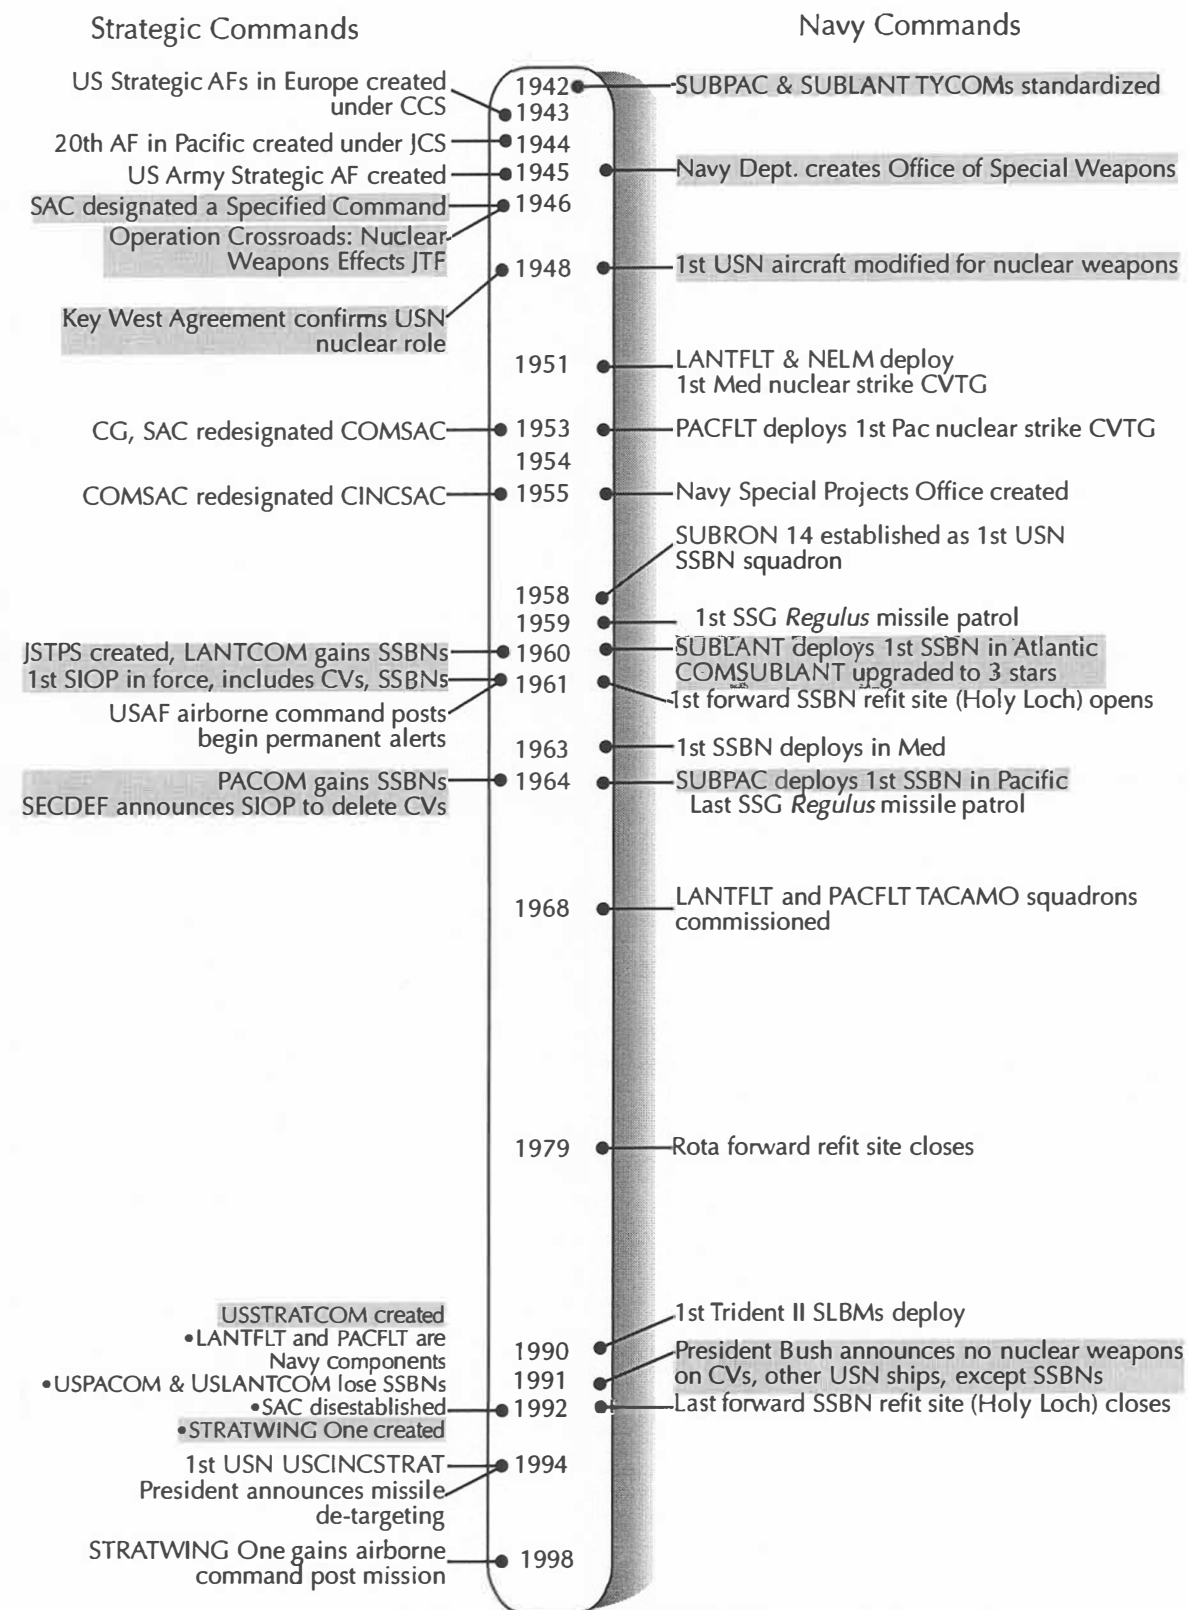 Strategic Commands
Navy Commands
US Strategic AFs in Europe created
under CCS
1942
SUBPAC & SUBLANT TYCOMs standardized
1943
20th AF in Pacific created under JCS
1944
US Army Strategic AF created
1945
Navy Dept. creates Office of Special Weapons
SAC designated a Specified Command
1946
Operation Crossroads: Nuclear
Weapons Effects JTF
1948
1st USN aircraft modified for nuclear weapons
Key West Agreement confirms USN
nuclear role
1951
LANTFLT & NELM deploy
1st Med nuclear strike CVTG
CG, SAC redesignated COMSAC
1953
PACFLT deploys 1st Pac nuclear strike CVTG
1954
COMSAC redesignated CINCSAC
1955
Navy Special Projects Office created
SUBRON 14 established as 1st USN
SSBN squadron
1958
1959
1st SSG Regulus missile patrol
JSTPS created, LANTCOM gains SSBNs
1960
SUBLANT deploys 1st SSBN in Atlantic
COMSUBLANT upgraded to 3 stars
1st SIOP in force, includes CVs, SSBNs
1961
1st forward SSBN refit site (Holy Loch) opens
USAF airborne command posts
begin permanent alerts
1963
1st SSBN deploys in Med
PACOM gains SSBNs
1964
SUBPAC deploys 1st SSBN in Pacific
SECDEF announces SIOP to delete CVs
Last SSG Regulus missile patrol
1968
LANTFLT and PACFLT TACAMO squadrons
commissioned
1979
Rota forward refit site closes
USSTRATCOM created
1st Trident II SLBMs deploy
•LANTFLT and PACFLT are
Navy components
1990
President Bush announces no nuclear weapons
on CVs, other USN ships, except SSBNs
•USPACOM & USLANTCOM lose SSBNs
1991
•SAC disestablished
1992
Last forward SSBN refit site (Holy Loch) closes
•STRATWING One created
1st USN USCINCSTRAT
1994
President announces missile
de-targeting
STRATWING One gains airborne
command post mission
1998